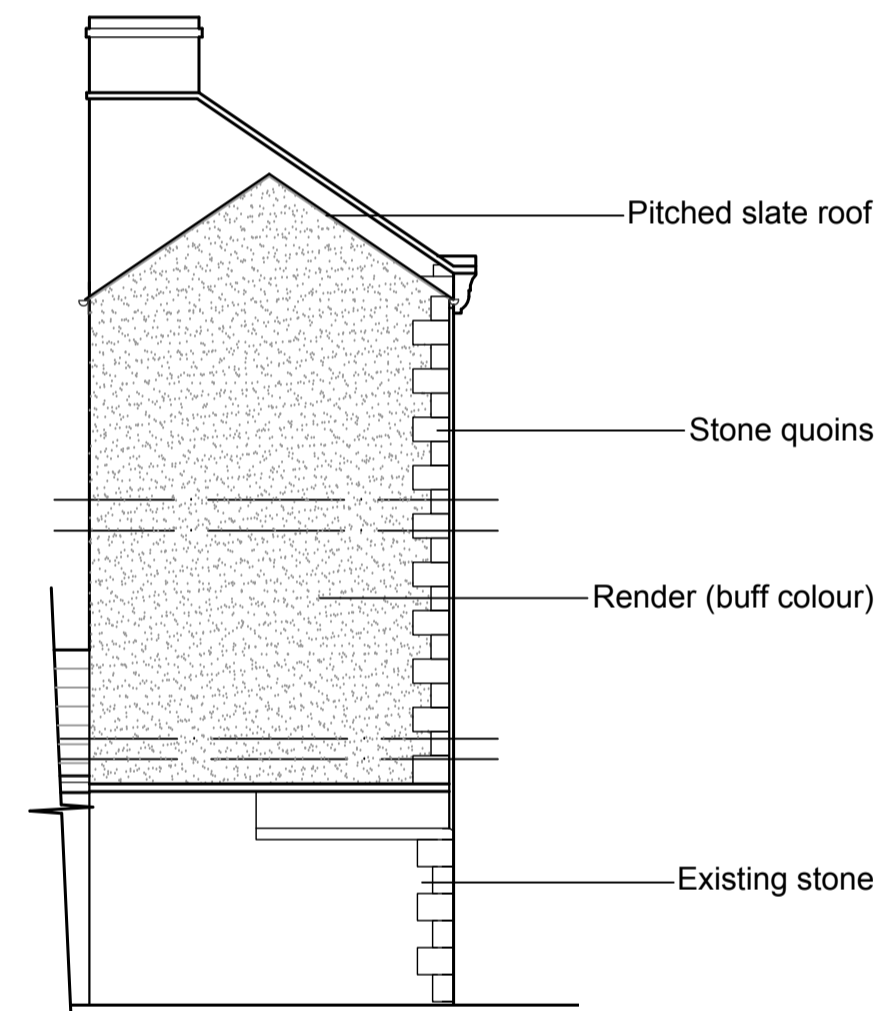 Pitched slate roof
Stone quoins
Render (buff colour)
Existing stone